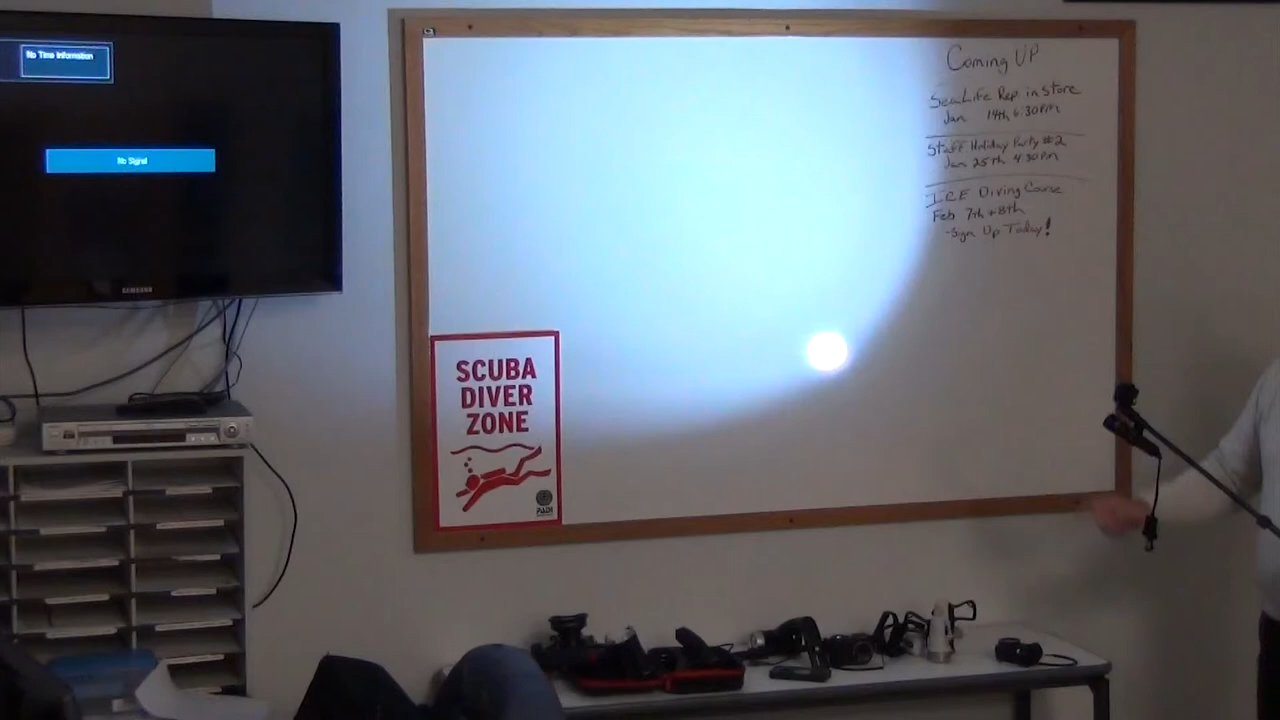 No Time Information
No Signal
SAMSUNG
Coming UP
SeaLife Rep in Store
Jan 14th 6:30pm
Staff Holiday Party #2
Jan 25th 4:30pm
ICE Diving Course
Feb 7th + 8th
-Sign Up Today!
SCUBA
DIVER
ZONE
PADI